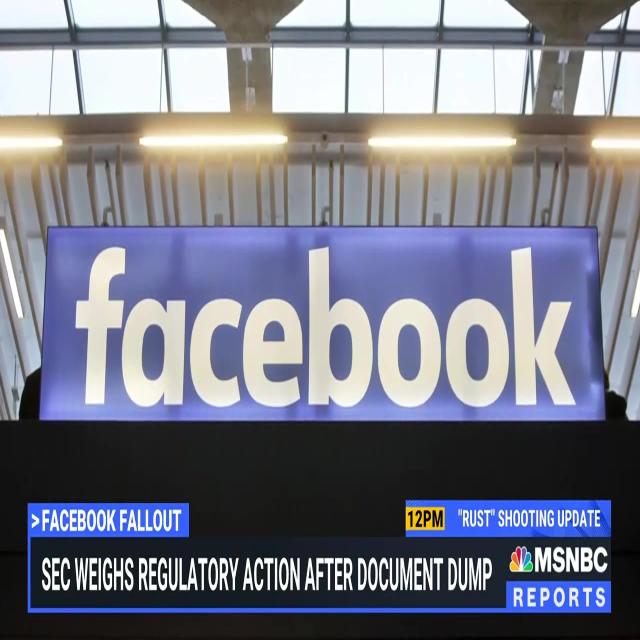 facebook
>FACEBOOK FALLOUT
12PM "RUST" SHOOTING UPDATE
SEC WEIGHS REGULATORY ACTION AFTER DOCUMENT DUMP
MSNBC
REPORTS